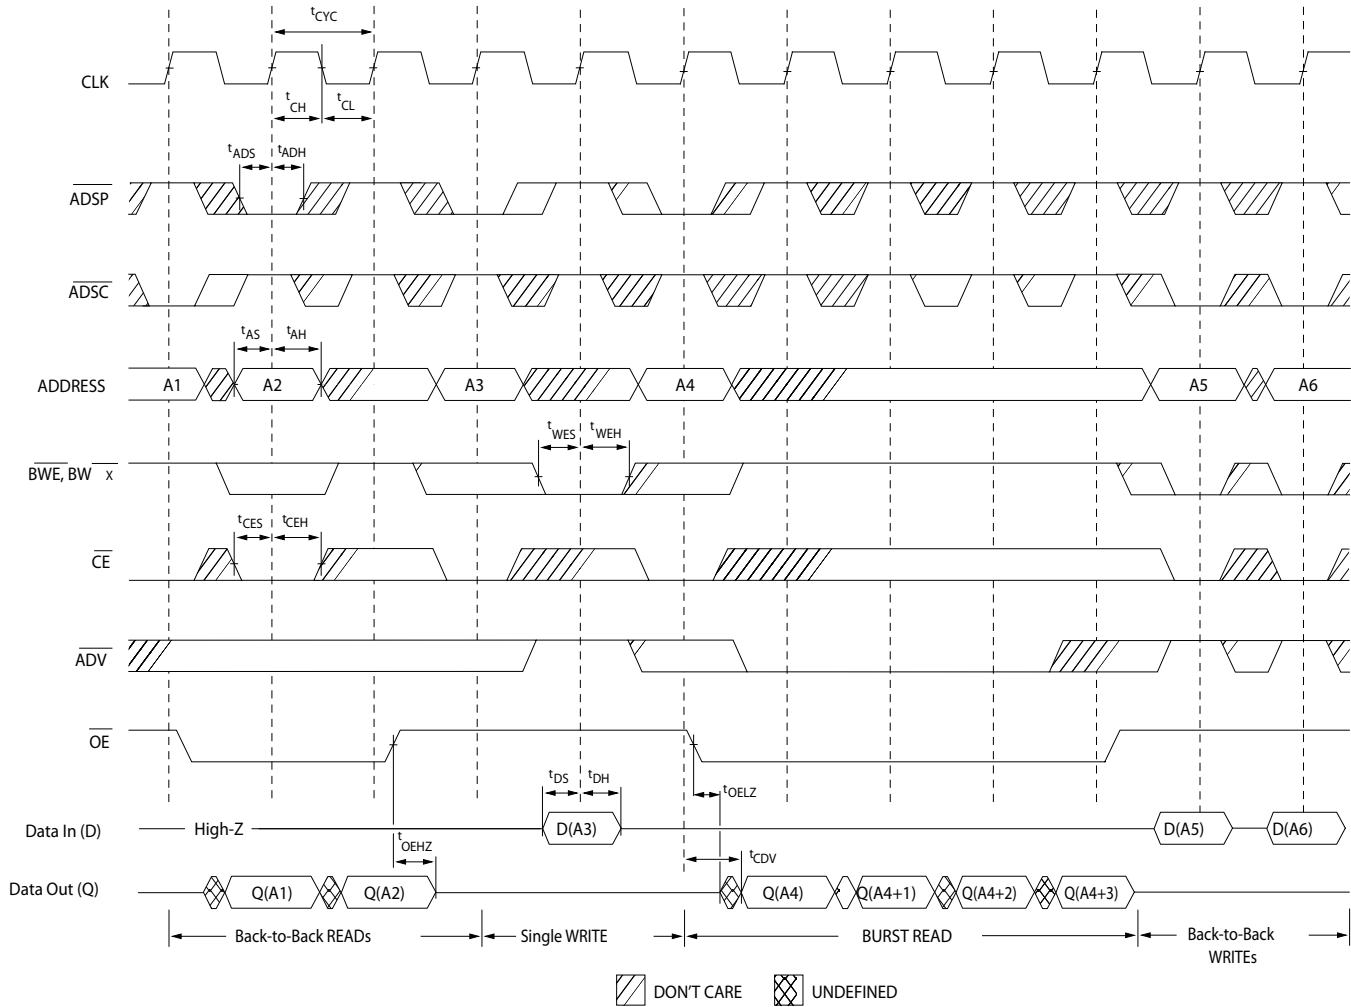 tCYC
CLK
tCH
tCL
tADS
tADH
ADSP
ADSC
tAS
tAH
ADDRESS
A1
A2
A3
A4
A5
A6
tWES
tWEH
BWE, BW X
tCES
tCEH
CE
ADV
OE
tDS
tDH
tOELZ
Data In (D)
High-Z
D(A3)
D(A5)
D(A6)
tOEHZ
tCDV
Data Out (Q)
Q(A1)
Q(A2)
Q(A4)
Q(A4+1)
Q(A4+2)
Q(A4+3)
Back-to-Back READs
Single WRITE
BURST READ
Back-to-Back
WRITEs
DON'T CARE
UNDEFINED